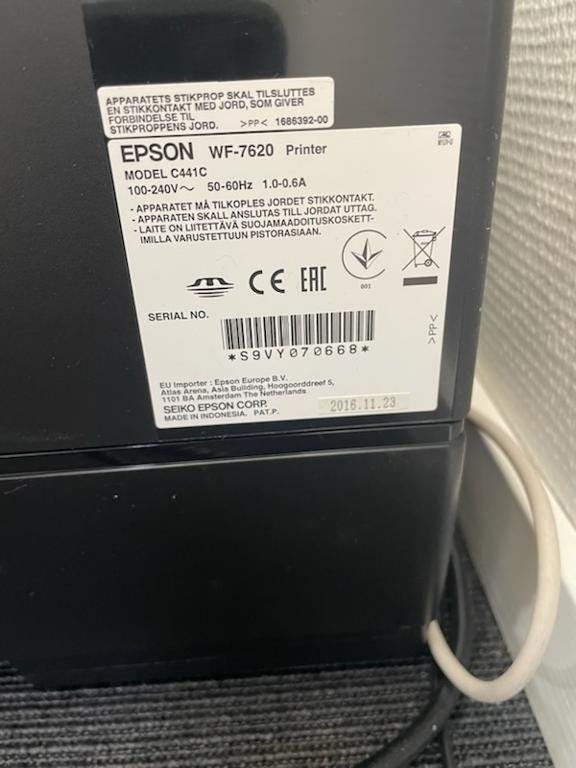 APPARATETS STIKPROP SKAL TILSLUTTES
EN STIKKONTAKT MED JORD, SOM GIVER
FORBINDELSE TIL
STIKPROPPENS JORD. >PP< 1686392-00
EPSON WF-7620 Printer
MODEL C441C
100-240V~ 50-60Hz 1.0-0.6A
- APPARATET MÅ TILKOPLES JORDET STIKKONTAKT.
- APPARATEN SKALL ANSLUTAS TILL JORDAT UTTAG.
- LAITE ON LIITETTÄVÄ SUOJAMAADOITUSKOSKETT-
IMILLA VARUSTETTUUN PISTORASIAAN.
001
CE EAC
SERIAL NO.
*S9VY070668*
>PP<
EU Importer : Epson Europe B.V.
Atlas Arena, Asia Building, Hoogoorddreef 5,
1101 BA Amsterdam The Netherlands
SEIKO EPSON CORP.
MADE IN INDONESIA. PAT.P.
2016.11.23